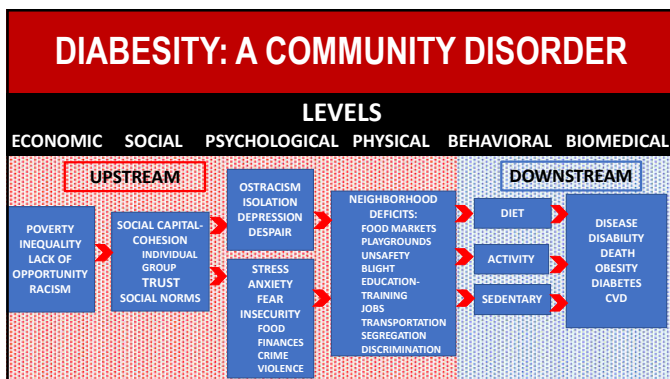 DIABESITY: A COMMUNITY DISORDER
LEVELS
ECONOMIC SOCIAL PSYCHOLOGICAL PHYSICAL BEHAVIORAL BIOMEDICAL
UPSTREAM
DOWNSTREAM
POVERTY
INEQUALITY
LACK OF
OPPORTUNITY
RACISM
SOCIAL CAPITAL-
COHESION
INDIVIDUAL
GROUP
TRUST
SOCIAL NORMS
OSTRACISM
ISOLATION
DEPRESSION
DESPAIR
STRESS
ANXIETY
FEAR
INSECURITY
FOOD
FINANCES
CRIME
VIOLENCE
NEIGHBORHOOD
DEFICITS:
FOOD MARKETS
PLAYGROUNDS
UNSAFETY
BLIGHT
EDUCATION-
TRAINING
JOBS
TRANSPORTATION
SEGREGATION
DISCRIMINATION
DIET
ACTIVITY
SEDENTARY
DISEASE
DISABILITY
DEATH
OBESITY
DIABETES
CVD